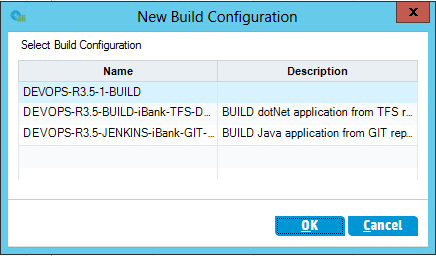 New Build Configuration
x
Select Build Configuration
Name Description
DEVOPS-R3.5-1-BUILD
DEVOPS-R3.5-BUILD-iBank-TFS-D... BUILD dotNet application from TFS r...
DEVOPS-R3.5-JENKINS-iBank-GIT-... BUILD Java application from GIT rep...
OK Cancel